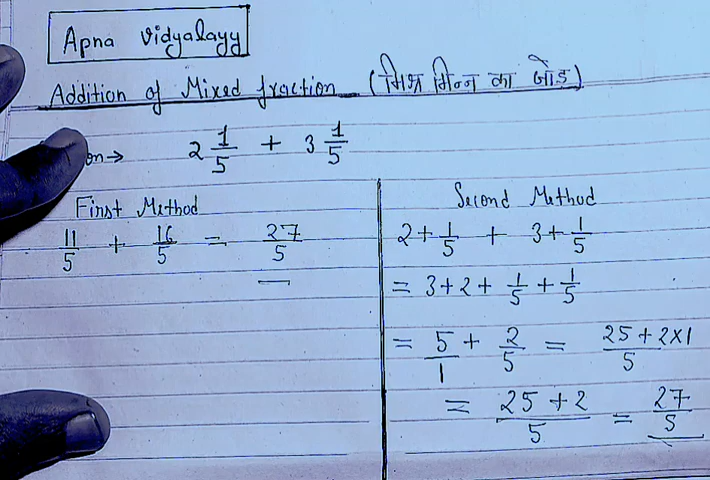 Apna Vidyalayy
Addition of Mixed fraction (मिश्र भिन्न का जोड़)
on→ 2 1/5 + 3 1/5
First Method
11/5 + 16/5 = 27/5
Second Method
2+1/5 + 3+1/5
= 3+2+ 1/5 + 1/5
= 5/1 + 2/5 = 25+2×1/5
= 25+2/5 = 27/5